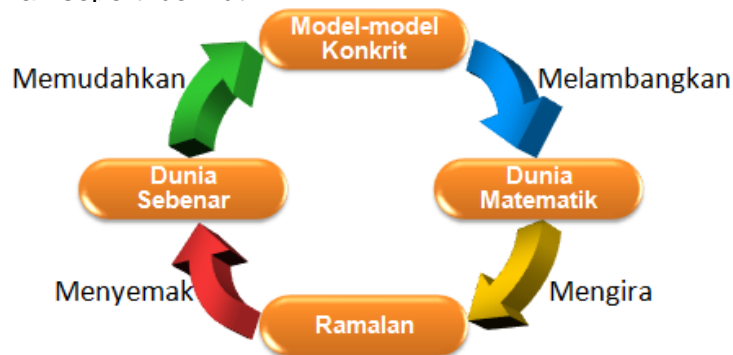 Model-model
Konkrit
Memudahkan
Melambangkan
Dunia
Sebenar
Dunia
Matematik
Menyemak
Mengira
Ramalan